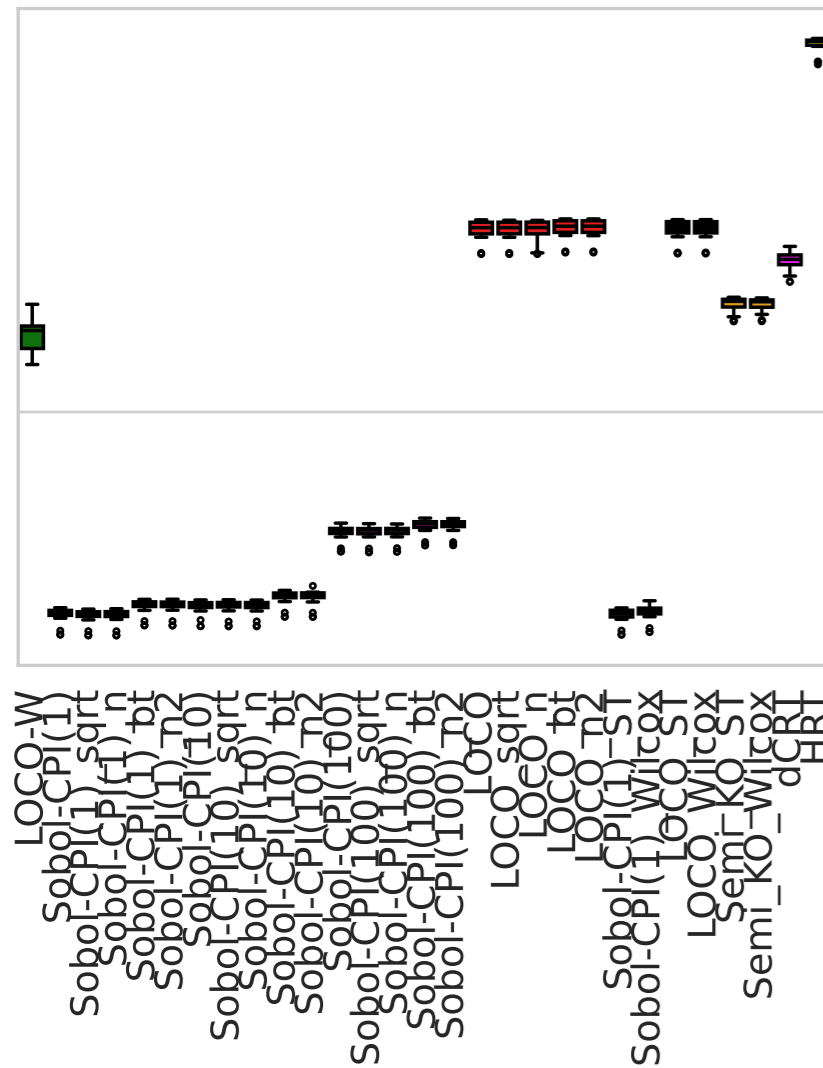 LOCO-W
Sobol-CPI(1)
Sobol-CPI(1)_sqrt
Sobol-CPI(1)_n
Sobol-CPI(1)_bt
Sobol-CPI(1)_n2
Sobol-CPI(10)
Sobol-CPI(10)_sqrt
Sobol-CPI(10)_n
Sobol-CPI(10)_bt
Sobol-CPI(10)_n2
Sobol-CPI(100)
Sobol-CPI(100)_sqrt
Sobol-CPI(100)_n
Sobol-CPI(100)_bt
Sobol-CPI(100)_n2
LOCO
LOCO_sqrt
LOCO_n
LOCO_bt
LOCO_n2
Sobol-CPI(1)_ST
Sobol-CPI(1)_Wilcox
LOCO_ST
LOCO_Wilcox
Semi_KO_ST
Semi_KO_Wilcox
dCRT
HRT